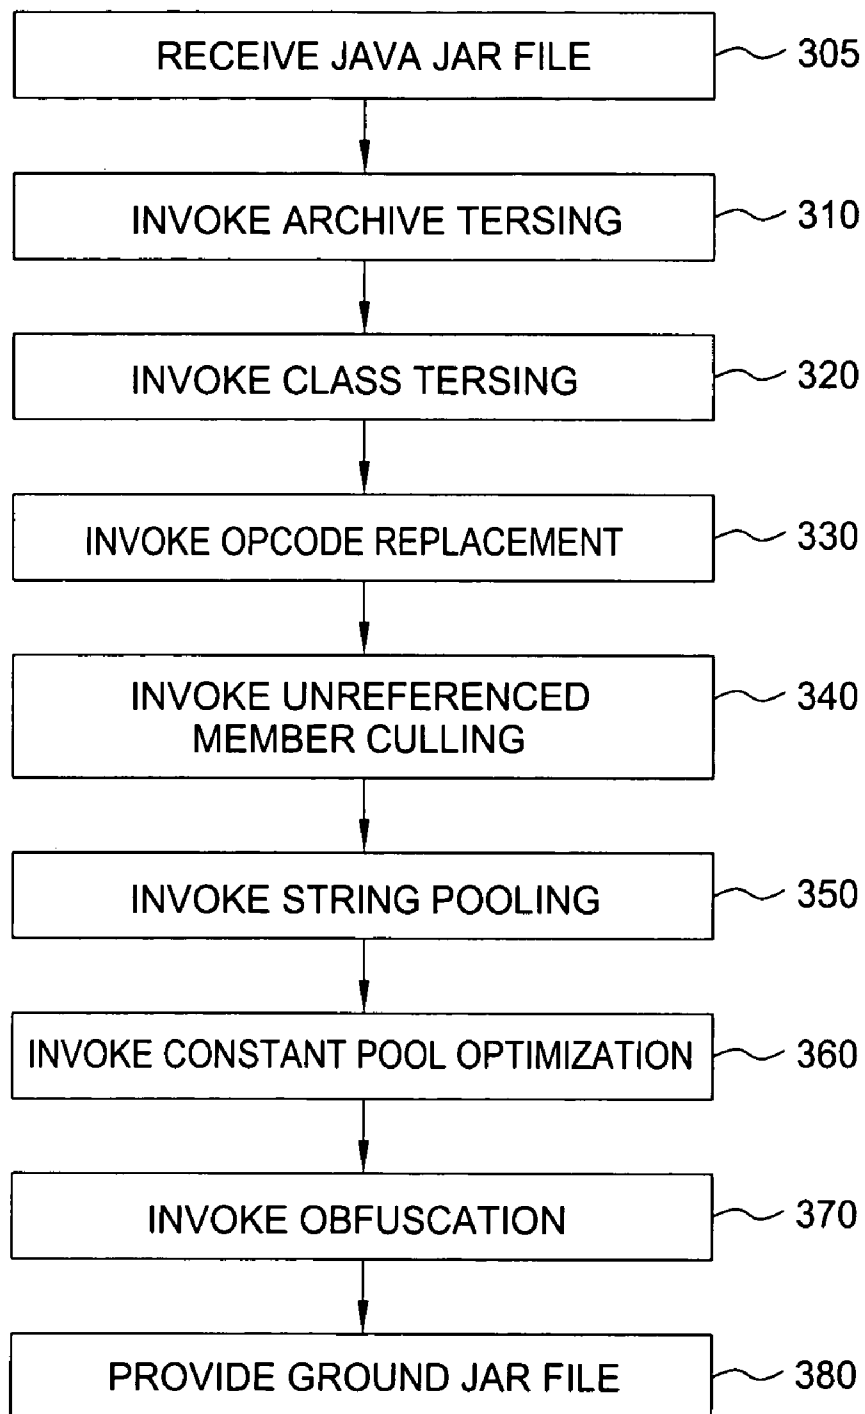 RECEIVE JAVA JAR FILE 305
INVOKE ARCHIVE TERSING 310
INVOKE CLASS TERSING 320
INVOKE OPCODE REPLACEMENT 330
INVOKE UNREFERENCED 340
MEMBER CULLING
INVOKE STRING POOLING 350
INVOKE CONSTANT POOL OPTIMIZATION 360
INVOKE OBFUSCATION 370
PROVIDE GROUND JAR FILE 380